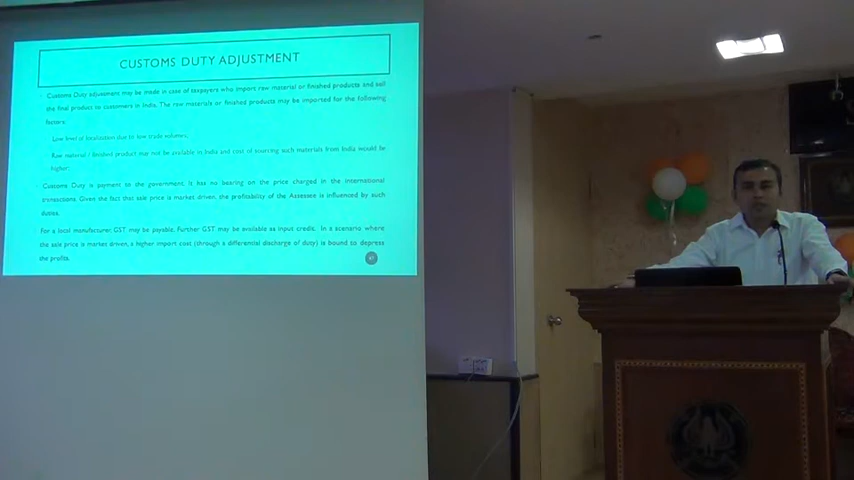 CUSTOMS DUTY ADJUSTMENT
Customs Duty adjustment may be made in case of taxpayers who import raw material or finished products and sell
the final product to customers in India. The raw materials or finished products may be imported for the following
factors:
Low level of localization due to low trade volumes;
Raw material / finished product may not be available in India and cost of sourcing such materials from India would be
higher;
Customs Duty is payment to the government. It has no bearing on the price charged in the international
transactions. Given the fact that sale price is market driven, the profitability of the Assessee is influenced by such
duties.
For a local manufacturer, GST may be payable. Further GST may be available as input credit. In a scenario where
the sale price is market driven, a higher import cost (through a differential discharge of duty) is bound to depress
the profits.